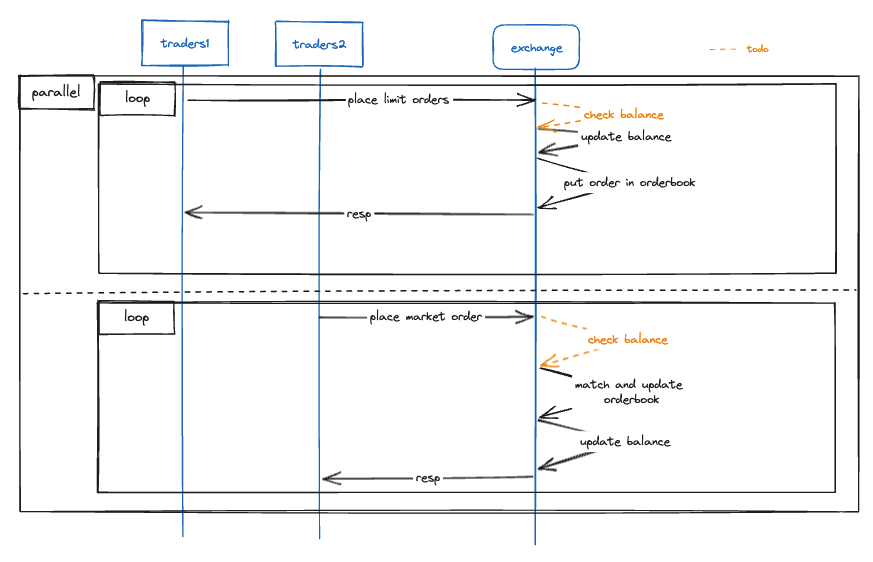 traders1
traders2
exchange
todo
parallel
loop
place limit orders
check balance
update balance
put order in orderbook
resp
loop
place market order
check balance
match and update
orderbook
update balance
resp